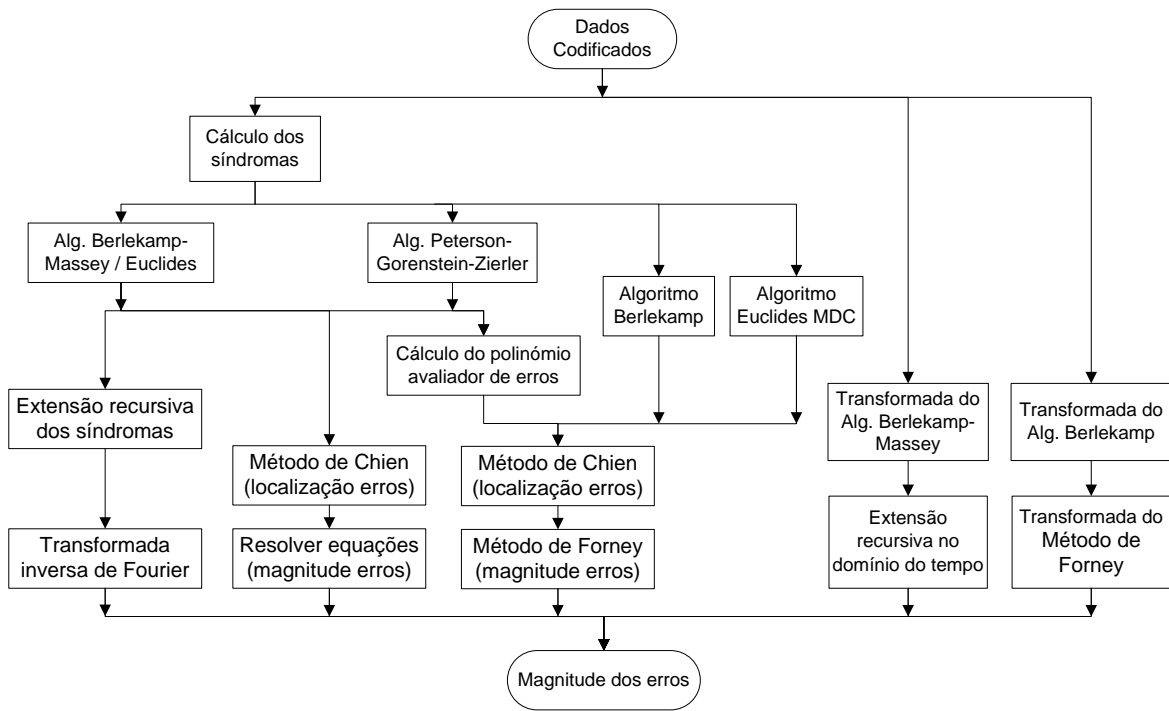 Dados
Codificados
Cálculo dos
síndromas
Alg. Berlekamp-
Massey / Euclides
Alg. Peterson-
Gorenstein-Zierler
Algoritmo
Berlekamp
Algoritmo
Euclides MDC
Cálculo do polinómio
avaliador de erros
Extensão recursiva
dos síndromas
Transformada do
Alg. Berlekamp-
Massey
Transformada do
Alg. Berlekamp
Método de Chien
(localização erros)
Método de Chien
(localização erros)
Transformada
inversa de Fourier
Resolver equações
(magnitude erros)
Método de Forney
(magnitude erros)
Extensão
recursiva no
domínio do tempo
Transformada do
Método de
Forney
Magnitude dos erros